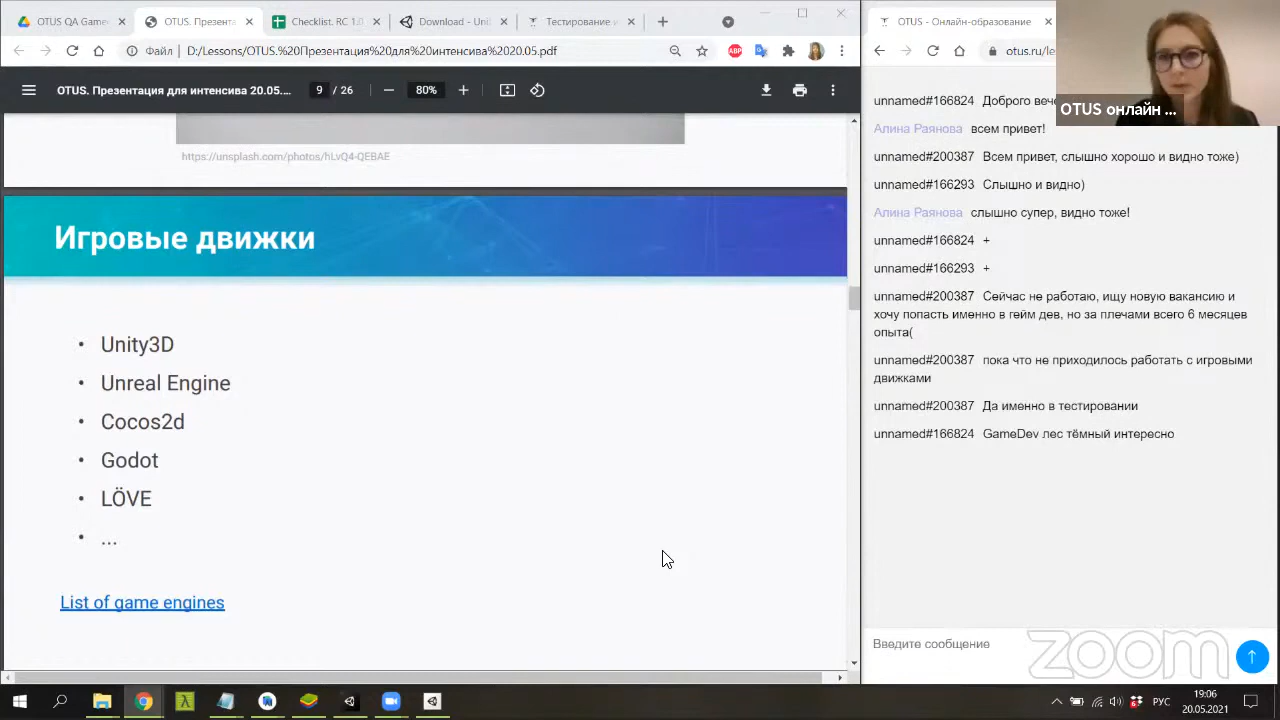 OTUS QA Game
OTUS. Презента
Checklist. RC 1.0
Download - Uni
Тестирование и
OTUS - Онлайн-образование
Файл
D:/Lessons/OTUS.%20Презентация%20для%20интенсива%2020.05.pdf
ABP
otus.ru/le
OTUS. Презентация для интенсива 20.05....
9 / 26
80%
https://unsplash.com/photos/hLvQ4-QEBAE
Игровые движки
• Unity3D
• Unreal Engine
• Cocos2d
• Godot
• LÖVE
• ...
List of game engines
OTUS онлайн ...
unnamed#166824 Доброго вече
Алина Раянова всем привет!
unnamed#200387 Всем привет, слышно хорошо и видно тоже)
unnamed#166293 Слышно и видно)
Алина Раянова слышно супер, видно тоже!
unnamed#166824 +
unnamed#166293 +
unnamed#200387 Сейчас не работаю, ищу новую вакансию и
хочу попасть именно в гейм дев, но за плечами всего 6 месяцев
опыта(
unnamed#200387 пока что не приходилось работать с игровыми
движками
unnamed#200387 Да именно в тестировании
unnamed#166824 GameDev лес тёмный интересно
Введите сообщение
zoom
РУС
19:06
20.05.2021